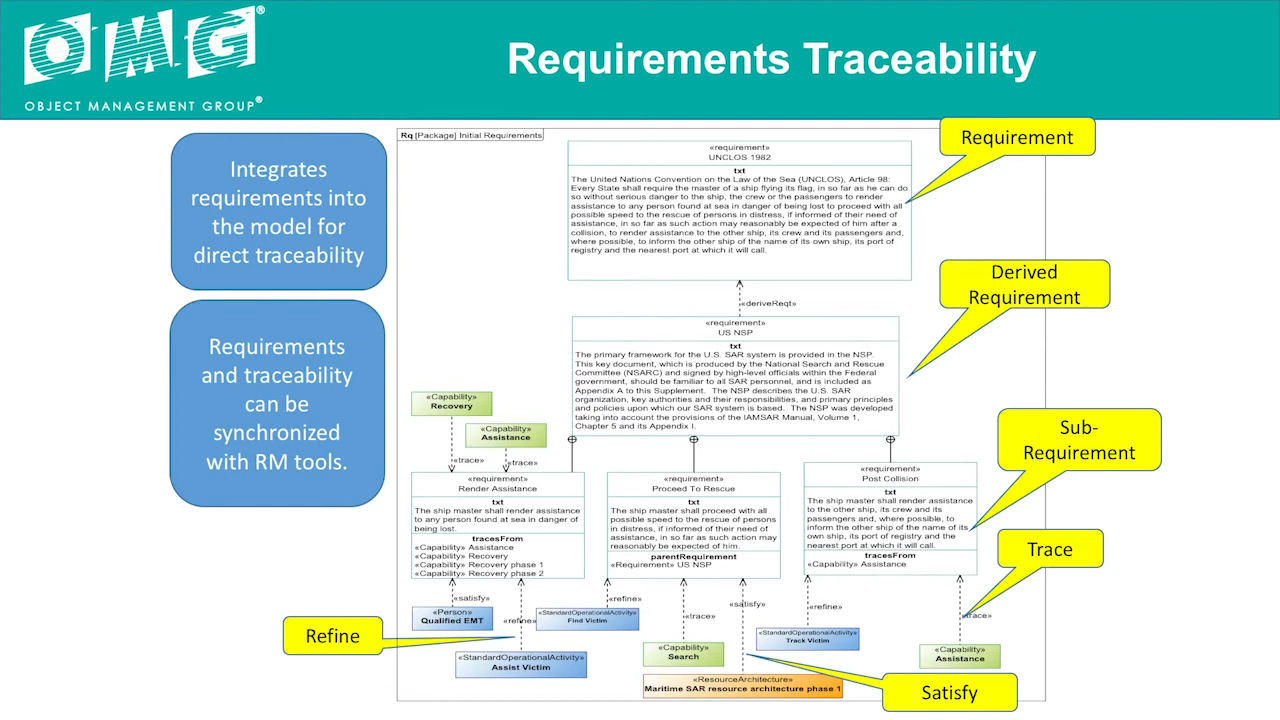 OMG®
OBJECT MANAGEMENT GROUP®
Requirements Traceability
Integrates
requirements into
the model for
direct traceability
Requirements
and traceability
can be
synchronized
with RM tools.
Rq [Package] Initial Requirements
«requirement»
UNCLOS 1982
txt
The United Nations Convention on the Law of the Sea (UNCLOS), Article 98:
Every State shall require the master of a ship flying its flag, in so far as he can do
so without serious danger to the ship, the crew or the passengers to render
assistance to any person found at sea in danger of being lost to proceed with all
possible speed to the rescue of persons in distress, if informed of their need of
assistance, in so far as such action may reasonably be expected of him after a
collision, to render assistance to the other ship, its crew and its passengers and,
where possible, to inform the other ship of the name of its own ship, its port of
registry and the nearest port at which it will call.
Requirement
«deriveReqt»
Derived
Requirement
«requirement»
US NSP
txt
The primary framework for the U.S. SAR system is provided in the NSP.
This key document, which is produced by the National Search and Rescue
Committee (NSARC) and signed by high-level officials within the Federal
government, should be familiar to all SAR personnel, and is included as
Appendix A to this Supplement. The NSP describes the U.S. SAR
organization, key authorities and their responsibilities, and primary principles
and policies upon which our SAR system is based. The NSP was developed
taking into account the provisions of the IAMSAR Manual, Volume 1,
Chapter 5 and its Appendix I.
«Capability»
Recovery
«Capability»
Assistance
«trace»
«trace»
Sub-
Requirement
«requirement»
Render Assistance
txt
The ship master shall render assistance
to any person found at sea in danger of
being lost.
tracesFrom
«Capability» Assistance
«Capability» Recovery
«Capability» Recovery phase 1
«Capability» Recovery phase 2
«requirement»
Proceed To Rescue
txt
The ship master shall proceed with all
possible speed to the rescue of persons
in distress, if informed of their need of
assistance, in so far as such action may
reasonably be expected of him.
parentRequirement
«Requirement» US NSP
«requirement»
Post Collision
txt
The ship master shall render assistance
to the other ship, its crew and its
passengers and, where possible, to
inform the other ship of the name of its
own ship, its port of registry and the
nearest port at which it will call.
tracesFrom
«Capability» Assistance
Trace
«satisfy»
«refine»
«refine»
«trace»
«satisfy»
«refine»
«trace»
«Person»
Qualified EMT
«StandardOperationalActivity»
Find Victim
«StandardOperationalActivity»
Track Victim
Refine
«StandardOperationalActivity»
Assist Victim
«Capability»
Search
«Capability»
Assistance
«ResourceArchitecture»
Maritime SAR resource architecture phase 1
Satisfy